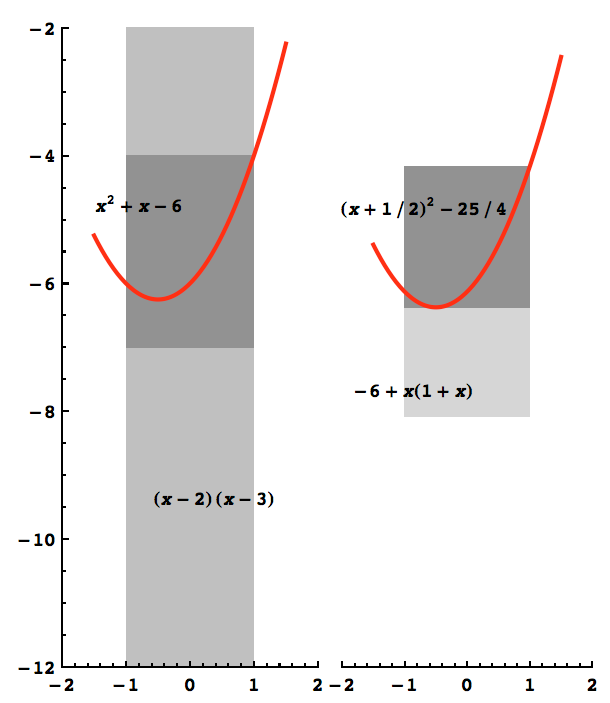 -2
-4
x² + x - 6
(x + 1 / 2)² - 25 / 4
-6
-8
-6 + x(1 + x)
(x - 2)(x - 3)
-10
-12
-2 -1 0 1 2 -2 -1 0 1 2